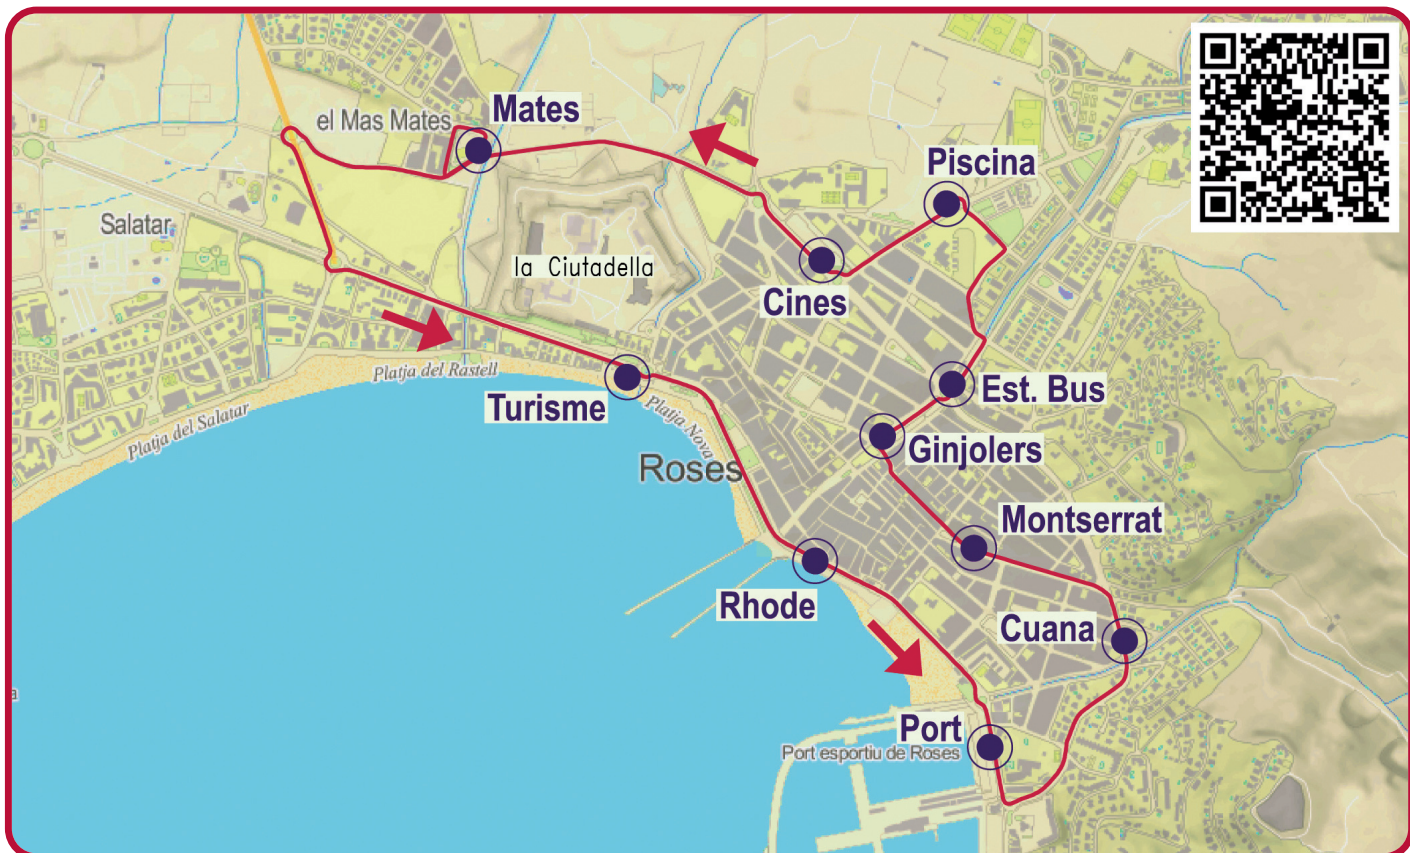 Mates
el Mas Mates
Piscina
Salatar
la Ciutadella
Cines
Platja del Rastell
Est. Bus
Turisme
Platja Nova
Platja del Salatar
Ginjolers
Roses
Montserrat
Rhode
Cuana
Port
Port esportiu de Roses
a